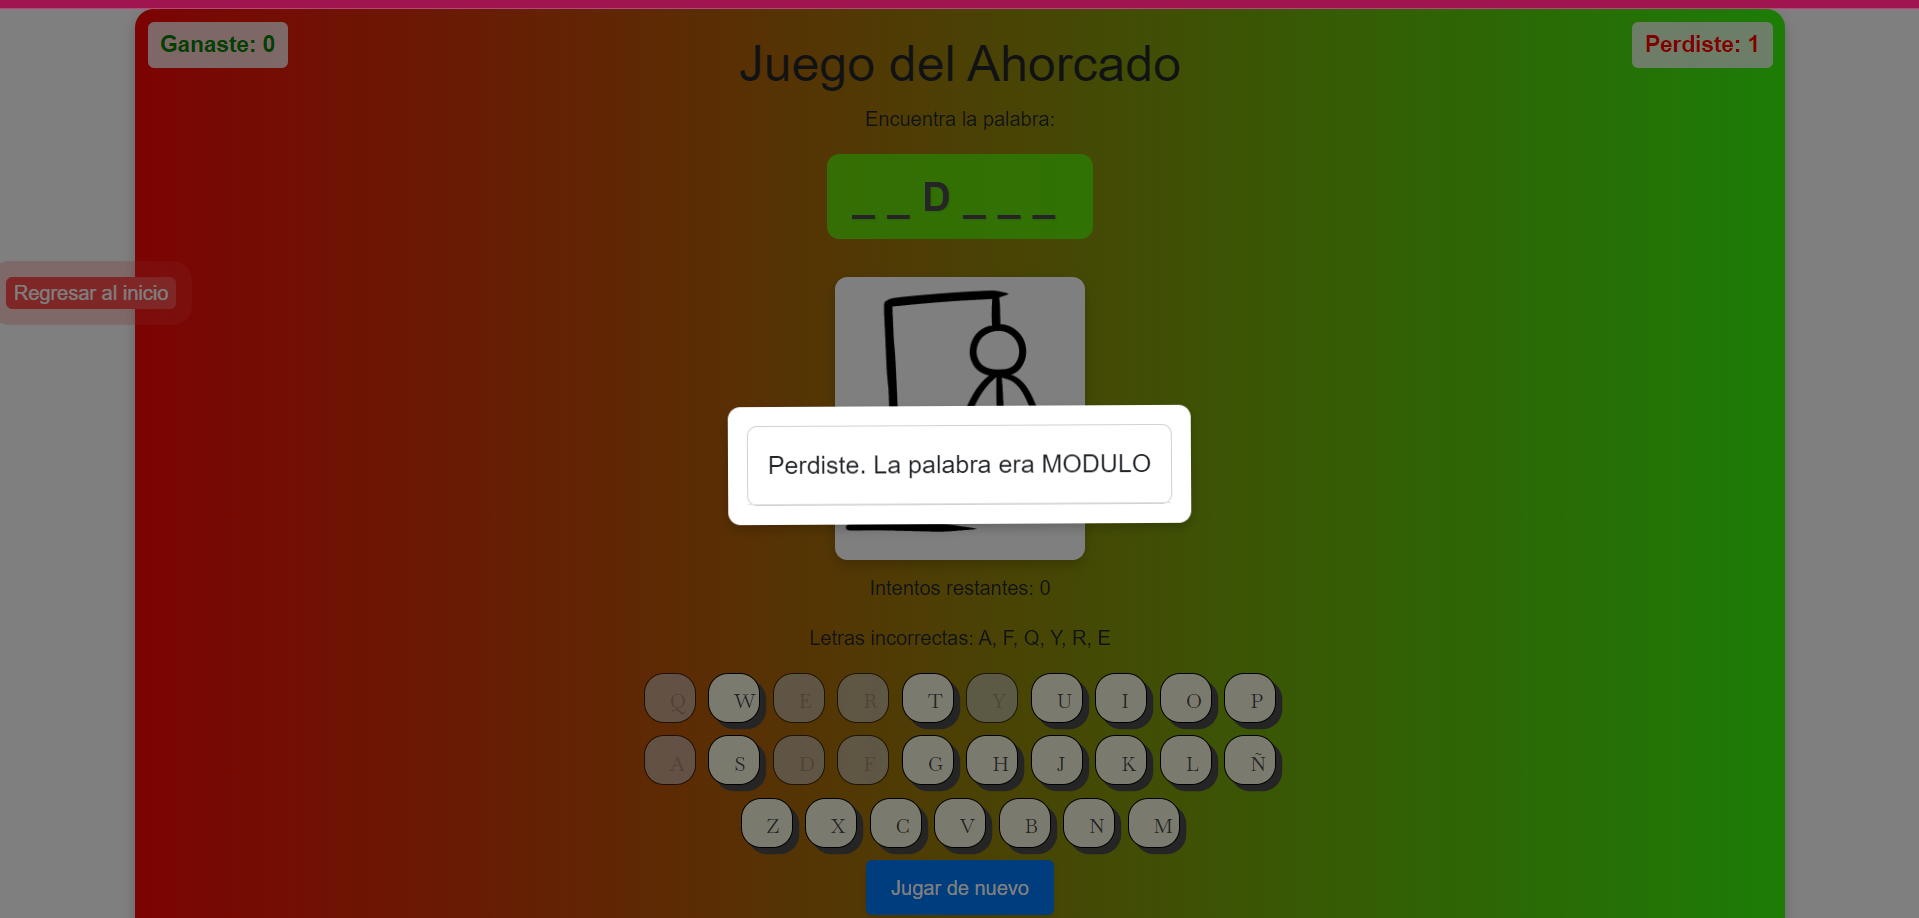 Ganaste: 0
Perdiste: 1
Juego del Ahorcado
Encuentra la palabra:
_ _ D _ _ _
Regresar al inicio
Perdiste. La palabra era MODULO
Intentos restantes: 0
Letras incorrectas: A, F, Q, Y, R, E
Q W E R T Y U I O P
A S D F G H J K L Ñ
Z X C V B N M
Jugar de nuevo